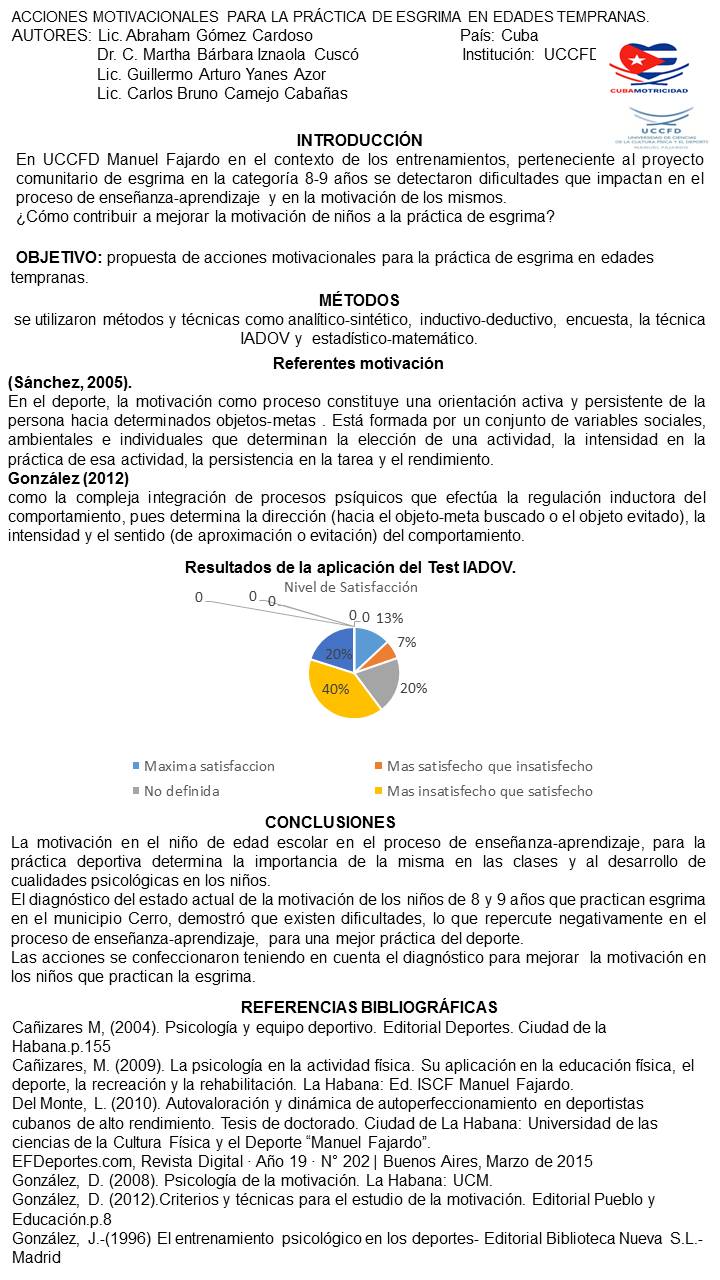 ACCIONES MOTIVACIONALES PARA LA PRÁCTICA DE ESGRIMA EN EDADES TEMPRANAS.
AUTORES: Lic. Abraham Gómez Cardoso País: Cuba
Dr. C. Martha Bárbara Iznaola Cuscó Institución: UCCFD
Lic. Guillermo Arturo Yanes Azor
Lic. Carlos Bruno Camejo Cabañas
CUBAMOTRICIDAD
UCCFD
UNIVERSIDAD DE CIENCIAS
DE LA CULTURA FÍSICA Y EL DEPORTE
MANUEL FAJARDO
INTRODUCCIÓN
En UCCFD Manuel Fajardo en el contexto de los entrenamientos, perteneciente al proyecto
comunitario de esgrima en la categoría 8-9 años se detectaron dificultades que impactan en el
proceso de enseñanza-aprendizaje y en la motivación de los mismos.
¿Cómo contribuir a mejorar la motivación de niños a la práctica de esgrima?
OBJETIVO: propuesta de acciones motivacionales para la práctica de esgrima en edades
tempranas.
MÉTODOS
se utilizaron métodos y técnicas como analítico-sintético, inductivo-deductivo, encuesta, la técnica
IADOV y estadístico-matemático.
Referentes motivación
(Sánchez, 2005).
En el deporte, la motivación como proceso constituye una orientación activa y persistente de la
persona hacia determinados objetos-metas . Está formada por un conjunto de variables sociales,
ambientales e individuales que determinan la elección de una actividad, la intensidad en la
práctica de esa actividad, la persistencia en la tarea y el rendimiento.
González (2012)
como la compleja integración de procesos psíquicos que efectúa la regulación inductora del
comportamiento, pues determina la dirección (hacia el objeto-meta buscado o el objeto evitado), la
intensidad y el sentido (de aproximación o evitación) del comportamiento.
Resultados de la aplicación del Test IADOV.
Nivel de Satisfacción
0 0 0
0 0 13%
7%
20%
40% 20%
Maxima satisfaccion Mas satisfecho que insatisfecho
No definida Mas insatisfecho que satisfecho
CONCLUSIONES
La motivación en el niño de edad escolar en el proceso de enseñanza-aprendizaje, para la
práctica deportiva determina la importancia de la misma en las clases y al desarrollo de
cualidades psicológicas en los niños.
El diagnóstico del estado actual de la motivación de los niños de 8 y 9 años que practican esgrima
en el municipio Cerro, demostró que existen dificultades, lo que repercute negativamente en el
proceso de enseñanza-aprendizaje, para una mejor práctica del deporte.
Las acciones se confeccionaron teniendo en cuenta el diagnóstico para mejorar la motivación en
los niños que practican la esgrima.
REFERENCIAS BIBLIOGRÁFICAS
Cañizares M, (2004). Psicología y equipo deportivo. Editorial Deportes. Ciudad de la
Habana.p.155
Cañizares, M. (2009). La psicología en la actividad física. Su aplicación en la educación física, el
deporte, la recreación y la rehabilitación. La Habana: Ed. ISCF Manuel Fajardo.
Del Monte, L. (2010). Autovaloración y dinámica de autoperfeccionamiento en deportistas
cubanos de alto rendimiento. Tesis de doctorado. Ciudad de La Habana: Universidad de las
ciencias de la Cultura Física y el Deporte “Manuel Fajardo”.
EFDeportes.com, Revista Digital · Año 19 · N° 202 | Buenos Aires, Marzo de 2015
González, D. (2008). Psicología de la motivación. La Habana: UCM.
González, D. (2012).Criterios y técnicas para el estudio de la motivación. Editorial Pueblo y
Educación.p.8
González, J.-(1996) El entrenamiento psicológico en los deportes- Editorial Biblioteca Nueva S.L.-
Madrid